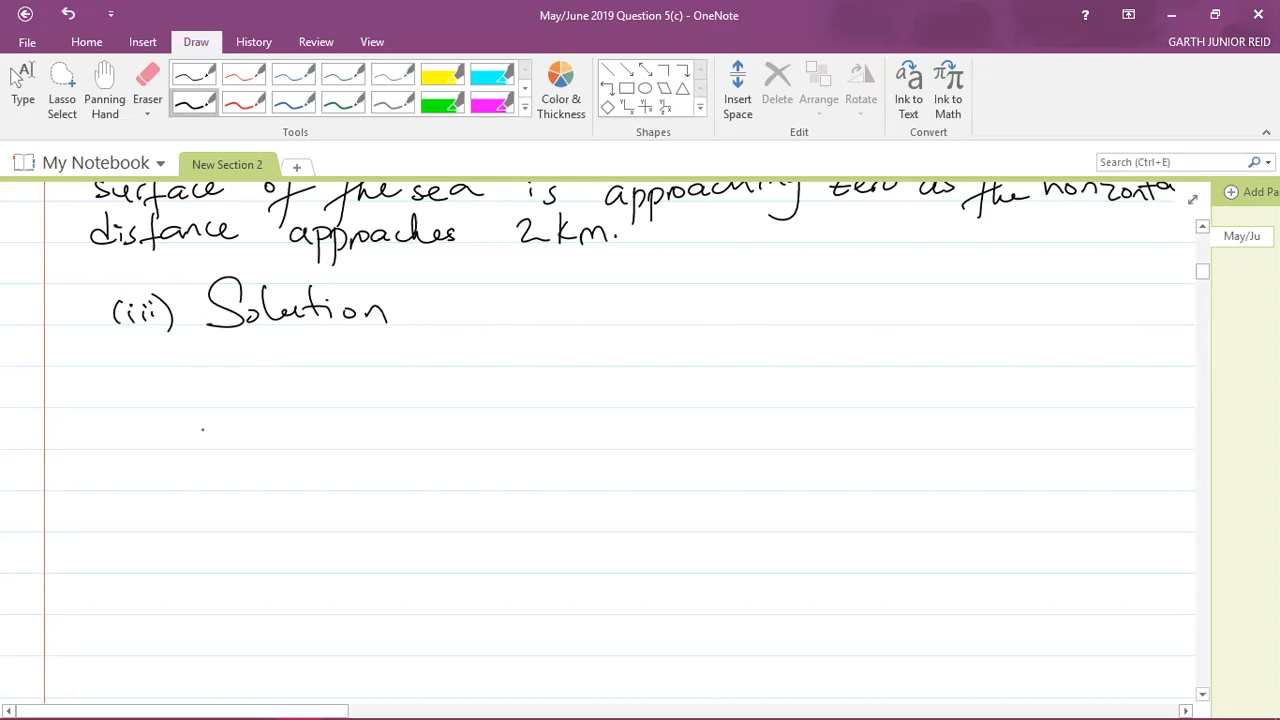 May/June 2019 Question 5(c) - OneNote
?
File
Home
Insert
Draw
History
Review
View
GARTH JUNIOR REID
Type
Lasso Select
Panning Hand
Eraser
Color & Thickness
Insert Space
Delete
Arrange
Rotate
Ink to Text
Ink to Math
Tools
Shapes
Edit
Convert
My Notebook
New Section 2
Search (Ctrl+E)
Add Pa
May/Ju
surface of the sea is approaching zero as the horizonta
distance approaches 2km.
(iii) Solution